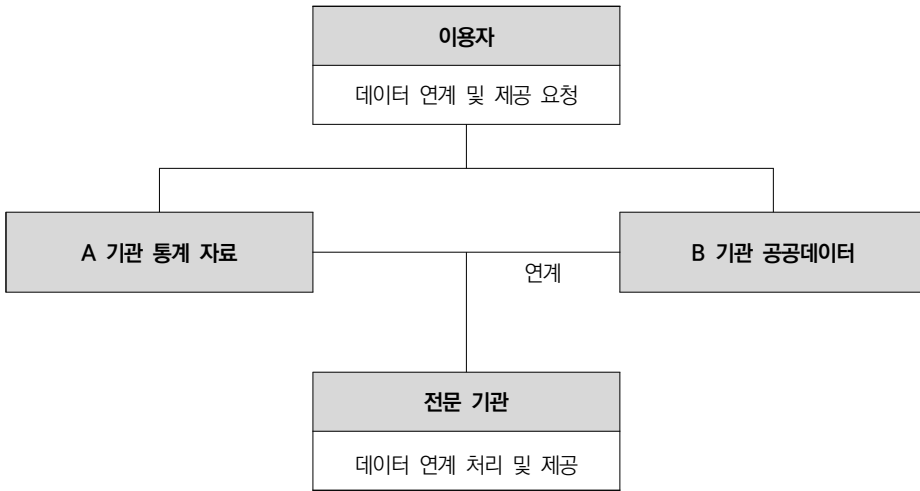 이용자
데이터 연계 및 제공 요청
A 기관 통계 자료
B 기관 공공데이터
연계
전문 기관
데이터 연계 처리 및 제공